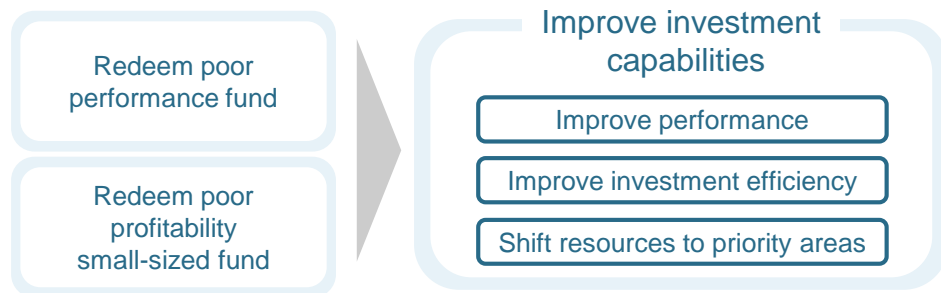 Redeem poor
performance fund
Redeem poor
profitability
small-sized fund
Improve investment
capabilities
Improve performance
Improve investment efficiency
Shift resources to priority areas